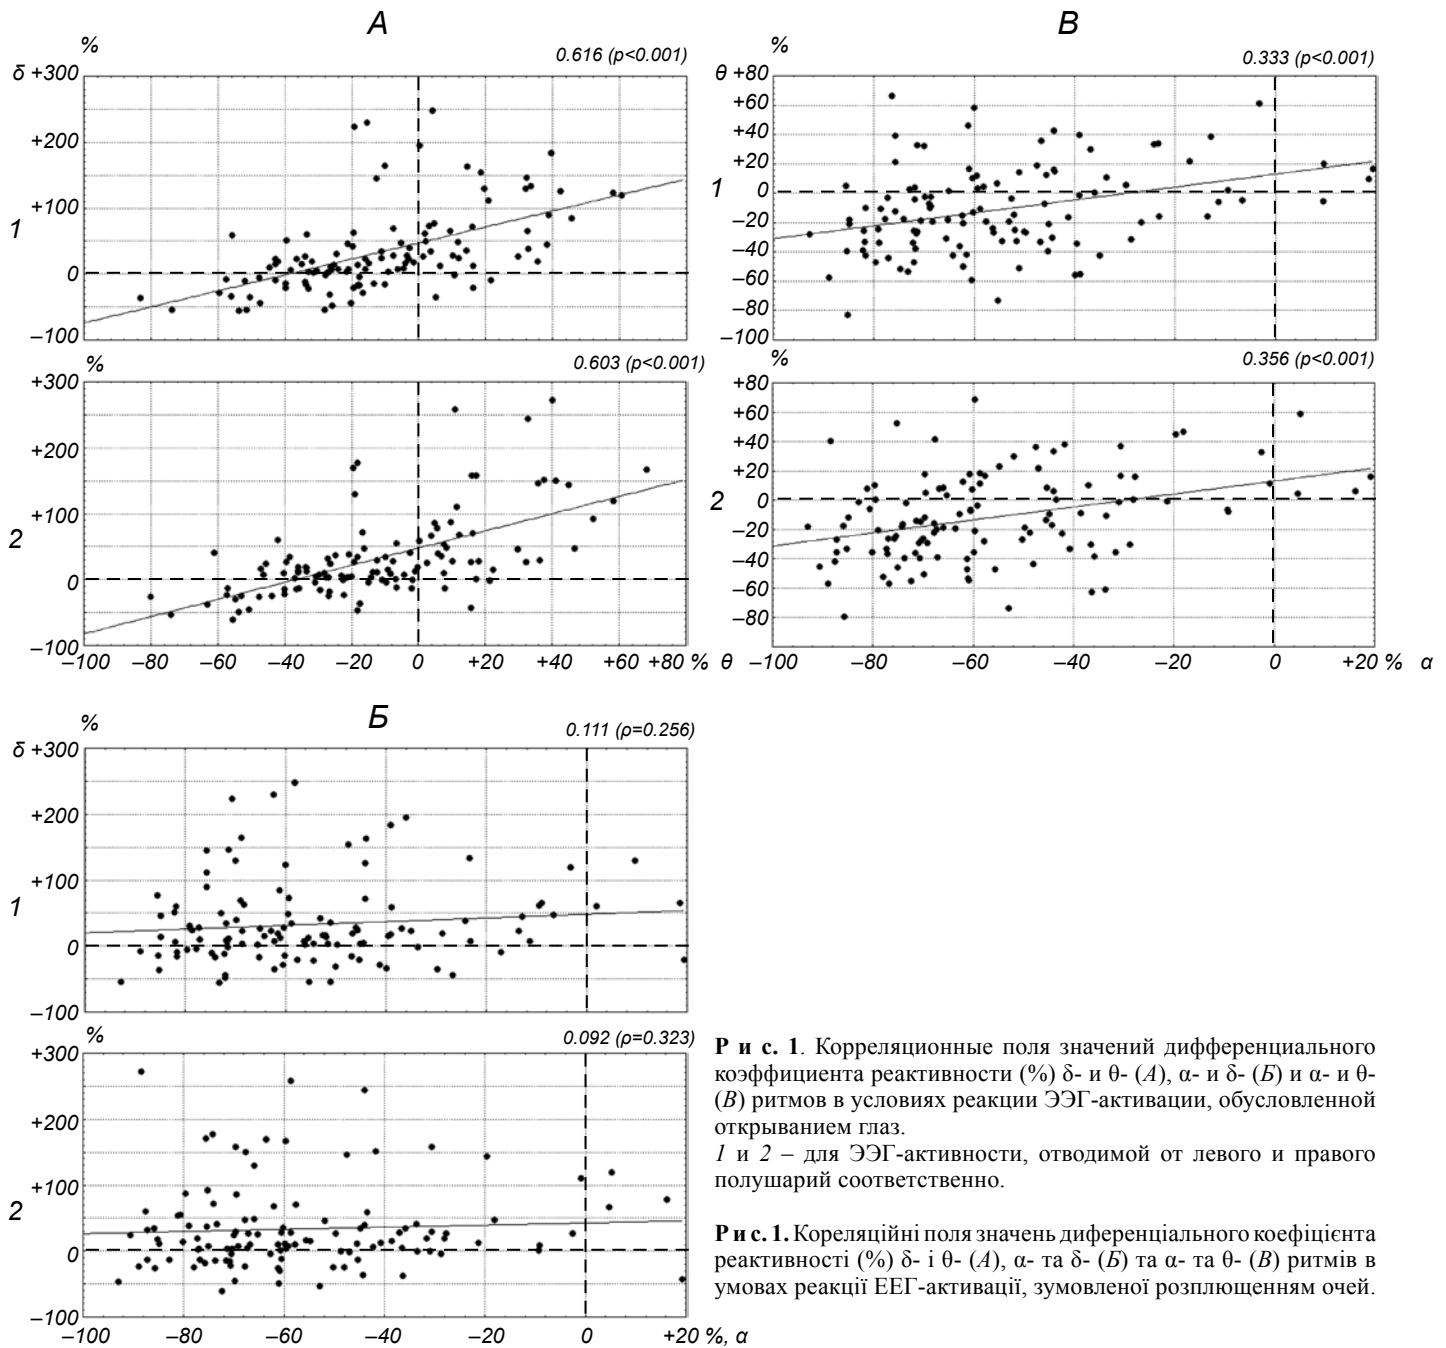 А
%
0.616 (p<0.001)
δ +300
+200
+100
0
–100
1
%
0.603 (p<0.001)
+300
+200
+100
0
–100
2
–100 –80 –60 –40 –20 0 +20 +40 +60 +80 % θ
В
%
0.333 (p<0.001)
θ +80
+60
+40
+20
0
–20
–40
–60
–80
–100
1
%
0.356 (p<0.001)
+80
+60
+40
+20
0
–20
–40
–60
–80
2
–100 –80 –60 –40 –20 0 +20 % α
Б
%
0.111 (ρ=0.256)
δ +300
+200
+100
0
–100
1
%
0.092 (ρ=0.323)
+300
+200
+100
0
–100
2
–80 –60 –40 –20 0 +20 %, α
Р и с. 1. Корреляционные поля значений дифференциального
коэффициента реактивности (%) δ- и θ- (А), α- и δ- (Б) и α- и θ-
(В) ритмов в условиях реакции ЭЭГ-активации, обусловленной
открыванием глаз.
1 и 2 – для ЭЭГ-активности, отводимой от левого и правого
полушарий соответственно.
Р и с. 1. Кореляційні поля значень диференціального коефіцієнта
реактивності (%) δ- і θ- (А), α- та δ- (Б) та α- та θ- (В) ритмів в
умовах реакції ЕЕГ-активації, зумовленої розплющенням очей.